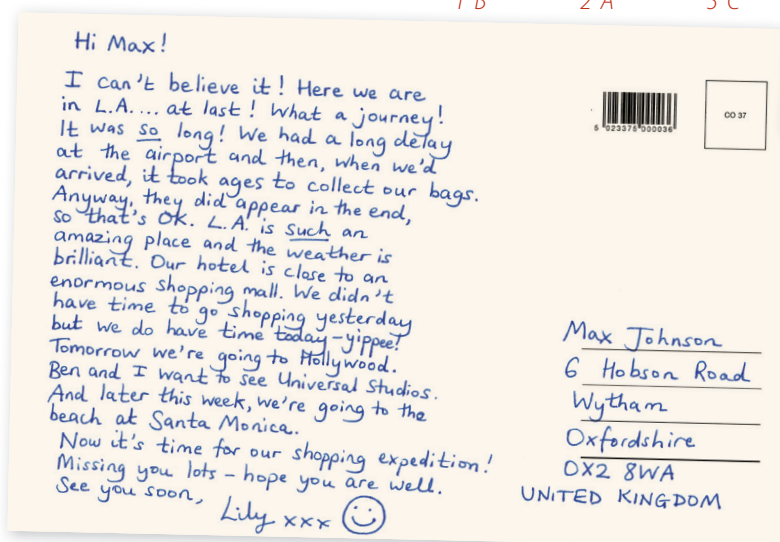 1 B 2 A 3 C
Hi Max!
I can't believe it! Here we are
in L.A.... at last! What a journey!
It was so long! We had a long delay
at the airport and then, when we'd
arrived, it took ages to collect our bags.
Anyway, they did appear in the end,
so that's OK. L.A. is such an
amazing place and the weather is
brilliant. Our hotel is close to an
enormous shopping mall. We didn't
have time to go shopping yesterday
but we do have time today - yippee!
Tomorrow we're going to Hollywood.
Ben and I want to see Universal Studios.
And later this week, we're going to the
beach at Santa Monica.
Now it's time for our shopping expedition!
Missing you lots - hope you are well.
See you soon,
Lily xxx
5 023375 000036
CO 37
Max Johnson
6 Hobson Road
Wytham
Oxfordshire
OX2 8WA
UNITED KINGDOM